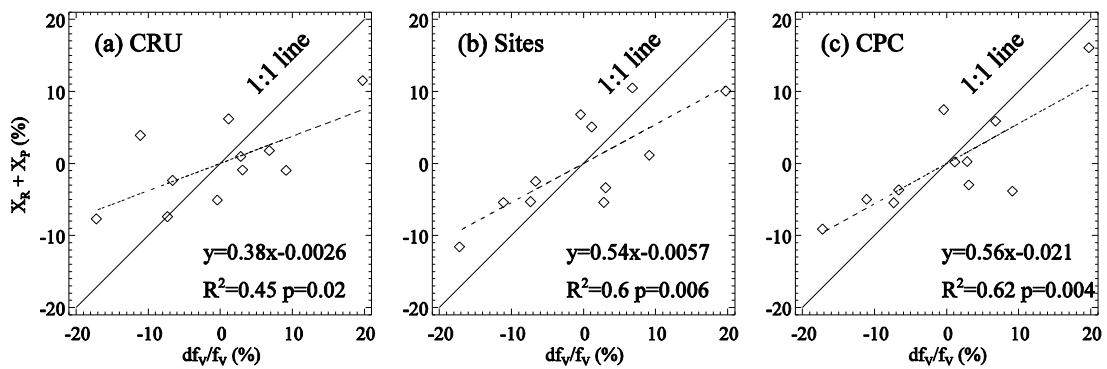 (a) CRU
1:1 line
y=0.38x-0.0026
R²=0.45 p=0.02
20
10
0
-10
-20
X_R + X_P (%)
-20 -10 0 10 20
df_V/f_V (%)
(b) Sites
1:1 line
y=0.54x-0.0057
R²=0.6 p=0.006
20
10
0
-10
-20
-20 -10 0 10 20
df_V/f_V (%)
(c) CPC
1:1 line
y=0.56x-0.021
R²=0.62 p=0.004
20
10
0
-10
-20
-20 -10 0 10 20
df_V/f_V (%)